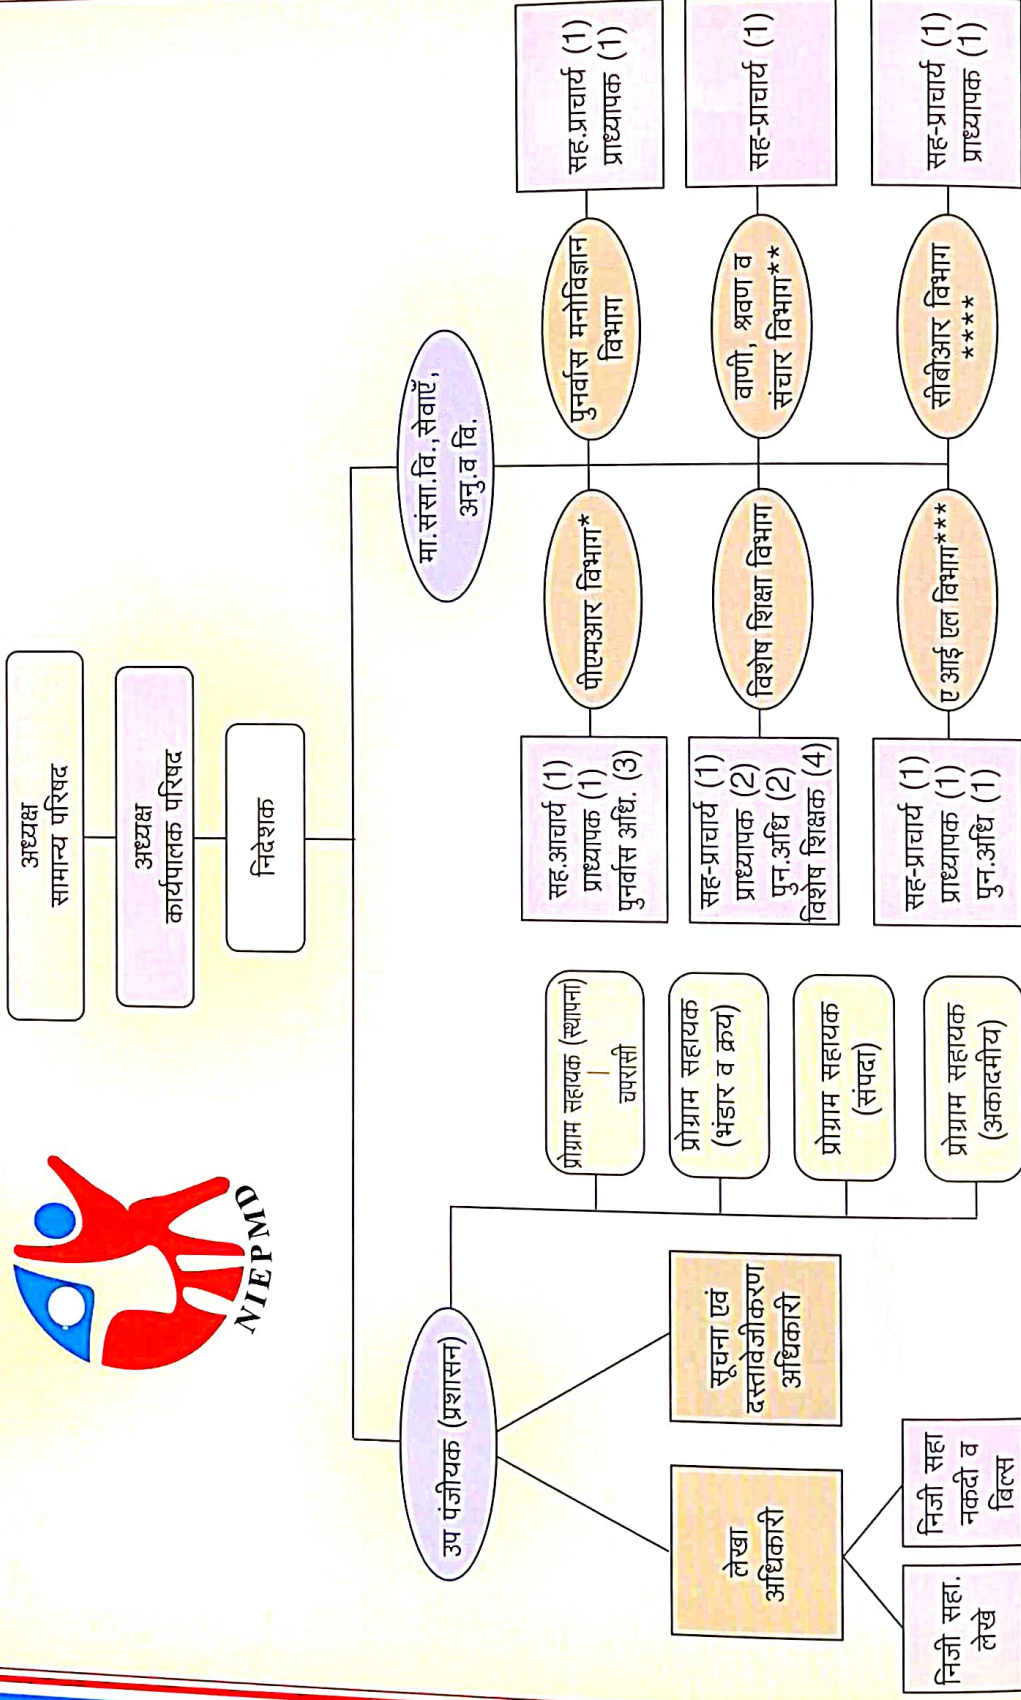 NIEPMD
अध्यक्ष
सामान्य परिषद
अध्यक्ष
कार्यपालक परिषद
निदेशक
उप पंजीयक (प्रशासन)
मा.संसा.वि.,सेवाएँ,
अनु.व वि.
प्रोग्राम सहायक (स्थापना)
|
चपरासी
प्रोग्राम सहायक
(भंडार व क्रय)
प्रोग्राम सहायक
(संपदा)
प्रोग्राम सहायक
(अकादमीय)
सूचना एवं
दस्तावेजीकरण
अधिकारी
लेखा
अधिकारी
निजी सहा.
लेखे
निजी सहा
नकदी व
बिल्स
सह.आचार्य (1)
प्राध्यापक (1)
पुनर्वास अधि. (3)
पीएमआर विभाग*
पुनर्वास मनोविज्ञान
विभाग
सह.प्राचार्य (1)
प्राध्यापक (1)
सह-प्राचार्य (1)
प्राध्यापक (2)
पुन.अधि (2)
विशेष शिक्षक (4)
विशेष शिक्षा विभाग
वाणी, श्रवण व
संचार विभाग**
सह-प्राचार्य (1)
सह-प्राचार्य (1)
प्राध्यापक (1)
पुन.अधि (1)
ए आई एल विभाग***
सीबीआर विभाग
****
सह-प्राचार्य (1)
प्राध्यापक (1)